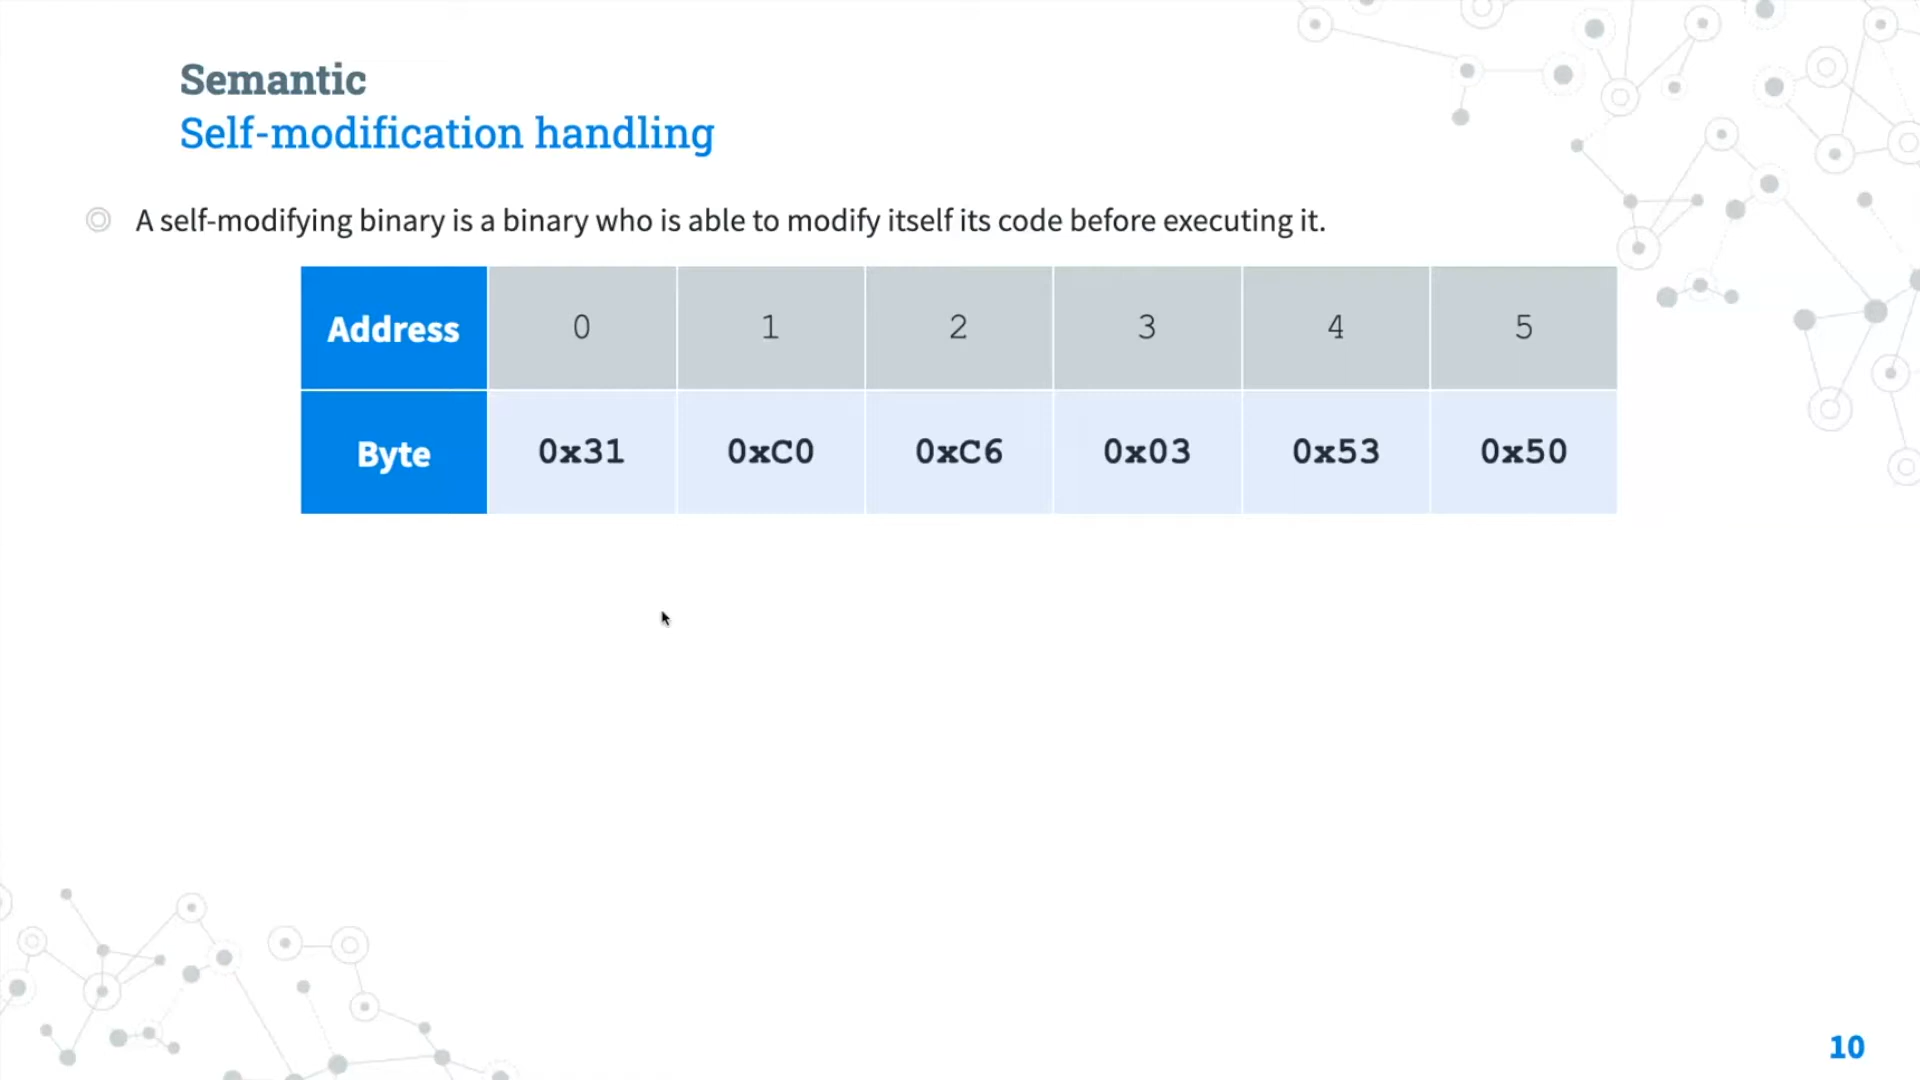 Semantic
Self-modification handling
A self-modifying binary is a binary who is able to modify itself its code before executing it.
Address 0 1 2 3 4 5
Byte 0x31 0xC0 0xC6 0x03 0x53 0x50
10